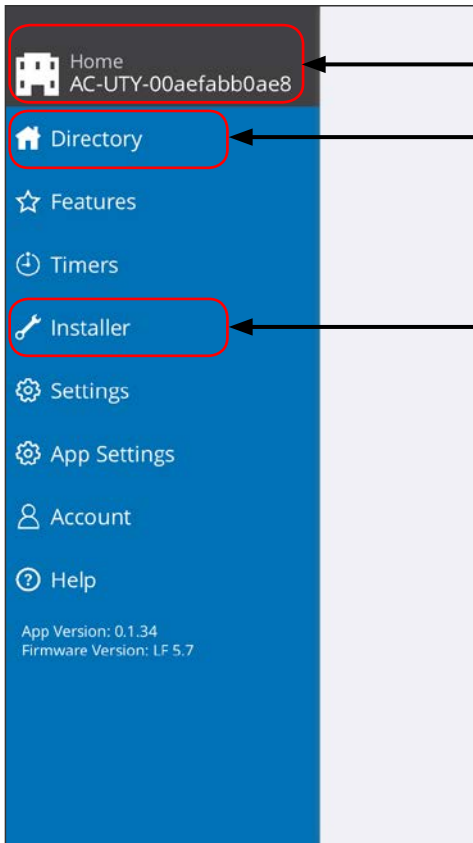 Home
AC-UTY-00aefabb0ae8
Directory
Features
Timers
Installer
Settings
App Settings
Account
Help
App Version: 0.1.34
Firmware Version: LF 5.7